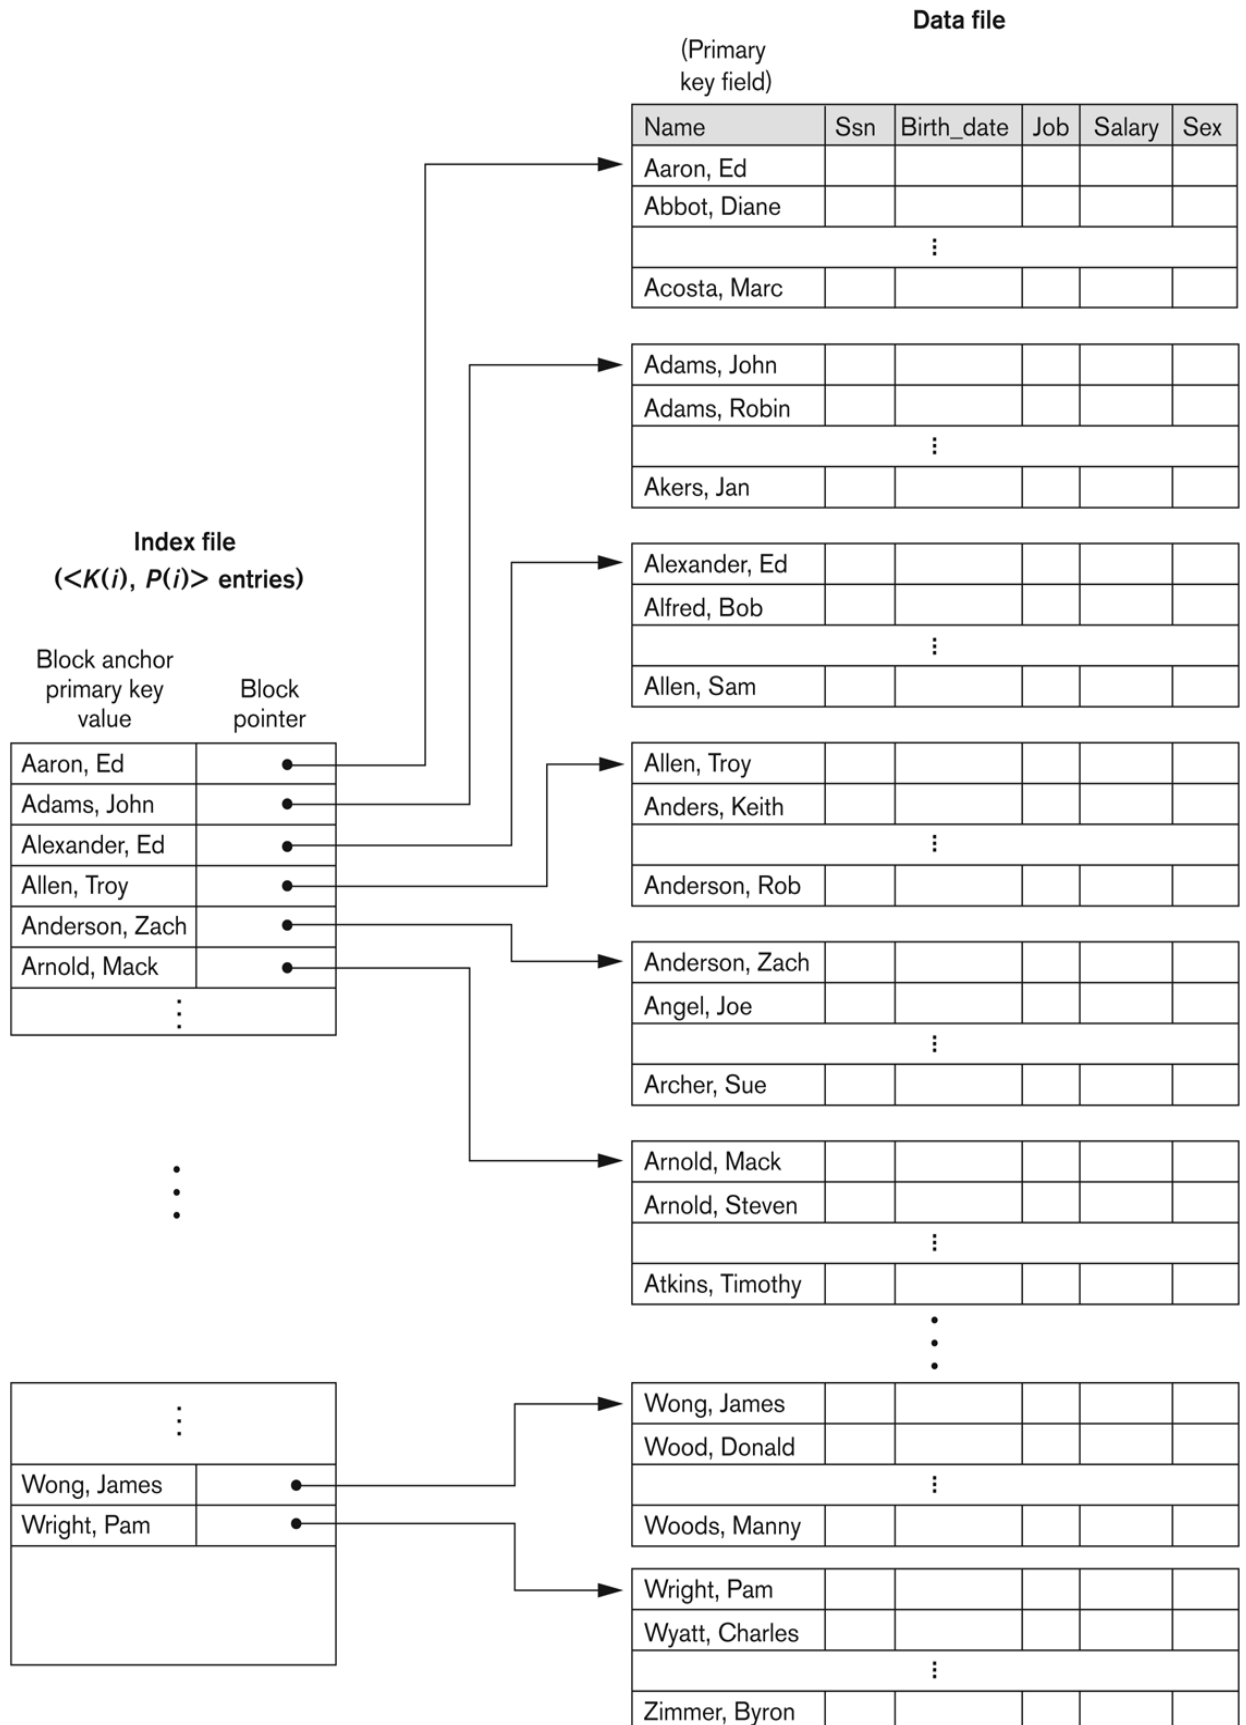 Data file
(Primary
key field)
Name Ssn Birth_date Job Salary Sex
Aaron, Ed
Abbot, Diane
Acosta, Marc
Adams, John
Adams, Robin
Akers, Jan
Alexander, Ed
Alfred, Bob
Allen, Sam
Allen, Troy
Anders, Keith
Anderson, Rob
Anderson, Zach
Angel, Joe
Archer, Sue
Arnold, Mack
Arnold, Steven
Atkins, Timothy
Wong, James
Wood, Donald
Woods, Manny
Wright, Pam
Wyatt, Charles
Zimmer, Byron
Index file
(<K(i), P(i)> entries)
Block anchor
primary key
value
Block
pointer
Aaron, Ed
Adams, John
Alexander, Ed
Allen, Troy
Anderson, Zach
Arnold, Mack
Wong, James
Wright, Pam